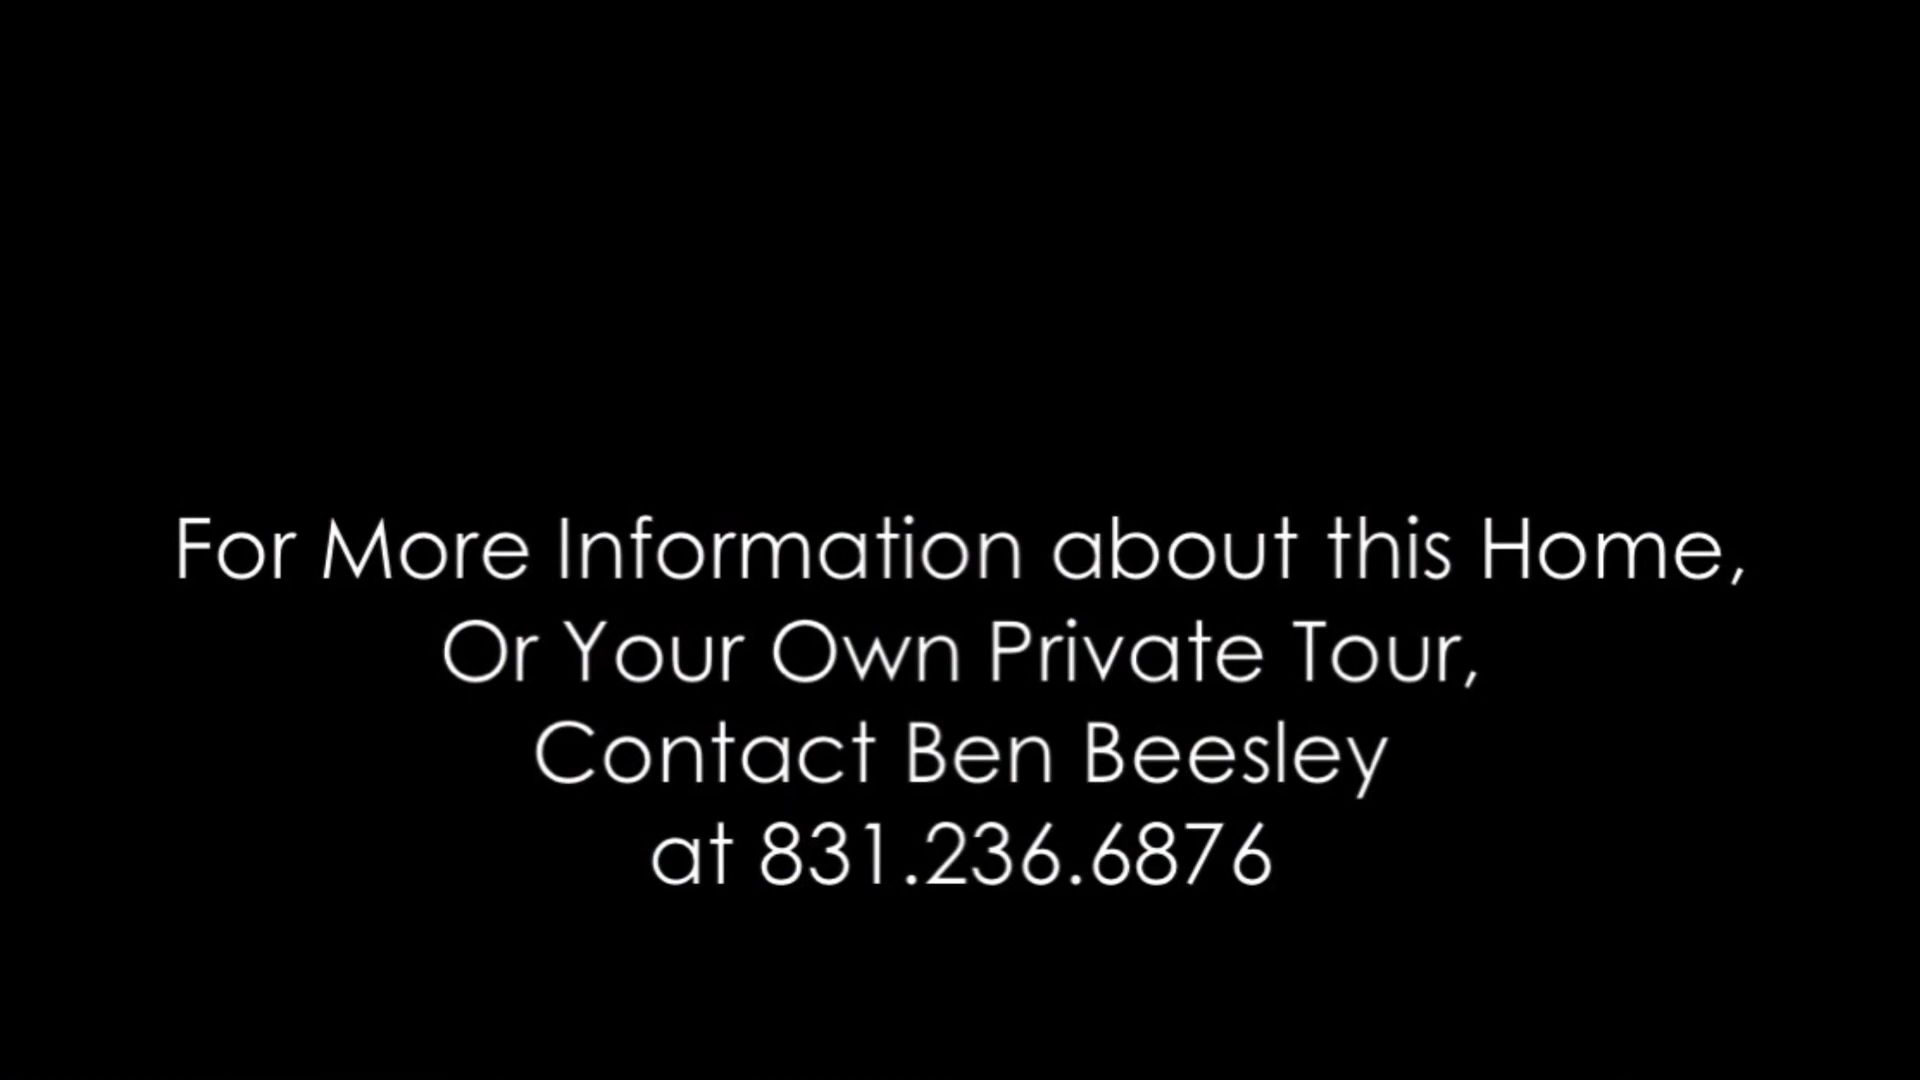 For More Information about this Home,
Or Your Own Private Tour,
Contact Ben Beesley
at 831.236.6876